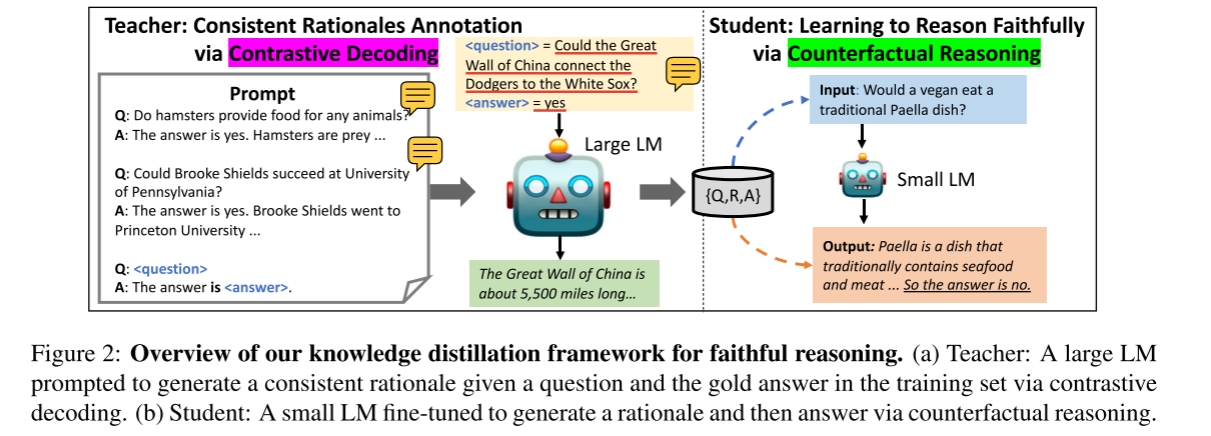 Teacher: Consistent Rationales Annotation
via Contrastive Decoding
Prompt
Q: Do hamsters provide food for any animals?
A: The answer is yes. Hamsters are prey ...
Q: Could Brooke Shields succeed at University
of Pennsylvania?
A: The answer is yes. Brooke Shields went to
Princeton University ...
Q: <question>
A: The answer is <answer>.
<question> = Could the Great
Wall of China connect the
Dodgers to the White Sox?
<answer> = yes
Large LM
The Great Wall of China is
about 5,500 miles long...
{Q,R,A}
Student: Learning to Reason Faithfully
via Counterfactual Reasoning
Input: Would a vegan eat a
traditional Paella dish?
Small LM
Output: Paella is a dish that
traditionally contains seafood
and meat ... So the answer is no.
Figure 2: Overview of our knowledge distillation framework for faithful reasoning. (a) Teacher: A large LM
prompted to generate a consistent rationale given a question and the gold answer in the training set via contrastive
decoding. (b) Student: A small LM fine-tuned to generate a rationale and then answer via counterfactual reasoning.